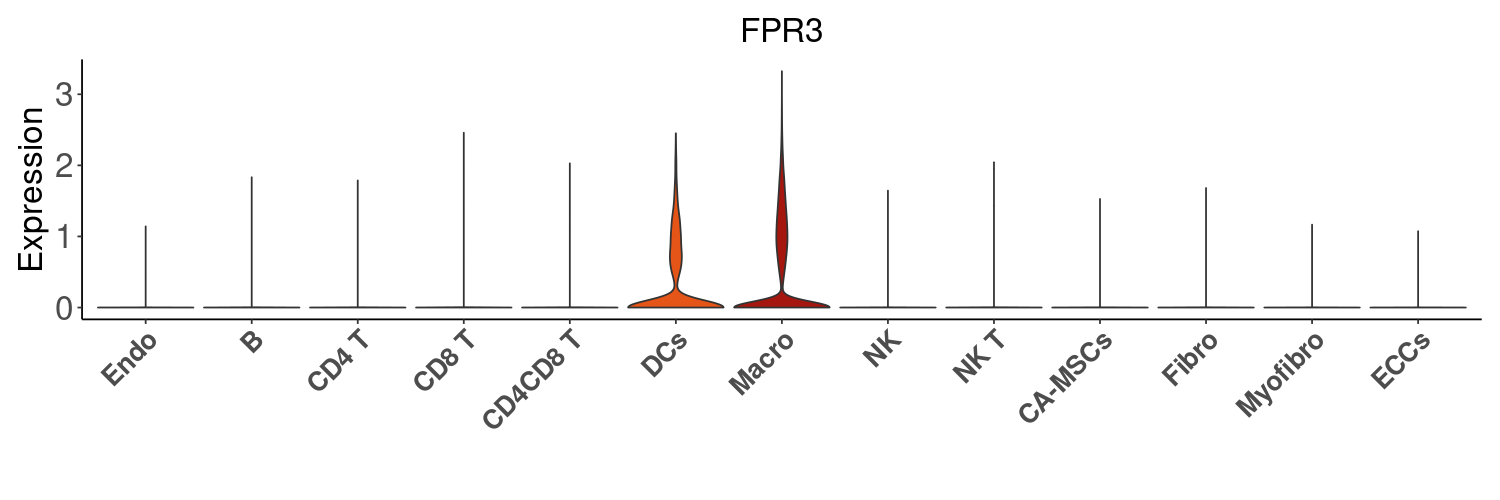 FPR3
Expression
3
2
1
0
Endo
B
CD4 T
CD8 T
CD4CD8 T
DCs
Macro
NK
NK T
CA-MSCs
Fibro
Myofibro
ECCs